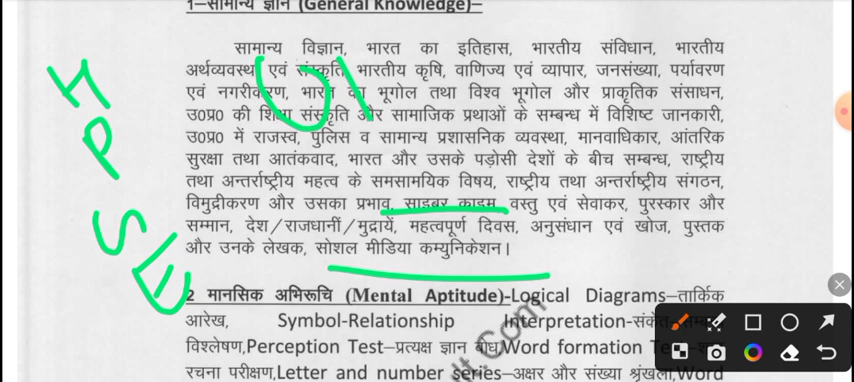 1–सामान्य ज्ञान (General Knowledge)–
सामान्य विज्ञान, भारत का इतिहास, भारतीय संविधान, भारतीय
अर्थव्यवस्था एवं संस्कृति, भारतीय कृषि, वाणिज्य एवं व्यापार, जनसंख्या, पर्यावरण
एवं नगरीकरण, भारत का भूगोल तथा विश्व भूगोल और प्राकृतिक संसाधन,
उ0प्र0 की शिक्षा संस्कृति और सामाजिक प्रथाओं के सम्बन्ध में विशिष्ट जानकारी,
उ0प्र0 में राजस्व, पुलिस व सामान्य प्रशासनिक व्यवस्था, मानवाधिकार, आंतरिक
सुरक्षा तथा आतंकवाद, भारत और उसके पड़ोसी देशों के बीच सम्बन्ध, राष्ट्रीय
तथा अन्तर्राष्ट्रीय महत्व के समसामयिक विषय, राष्ट्रीय तथा अन्तर्राष्ट्रीय संगठन,
विमुद्रीकरण और उसका प्रभाव, साइबर क्राइम, वस्तु एवं सेवाकर, पुरस्कार और
सम्मान, देश/राजधानी/मुद्रायें, महत्वपूर्ण दिवस, अनुसंधान एवं खोज, पुस्तक
और उनके लेखक, सोशल मीडिया कम्युनिकेशन।
2 मानसिक अभिरूचि (Mental Aptitude)-Logical Diagrams–तार्किक
आरेख, Symbol-Relationship Interpretation-
विश्लेषण,Perception Test–प्रत्यक्ष ज्ञान बोध,Word formation
रचना परीक्षण,Letter and number series–अक्षर और संख्या श्रृंखला,Word